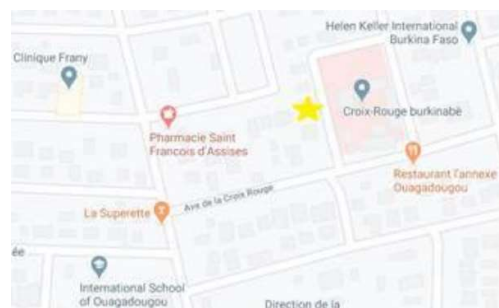 Helen Keller International
Burkina Faso
Clinique Frany
Croix-Rouge burkinabè
Pharmacie Saint
Francois d'Assises
Restaurant l'annexe
Ouagadougou
Ave de la Croix Rouge
La Superette
ée
International School
of Ouagadougou
Direction de la